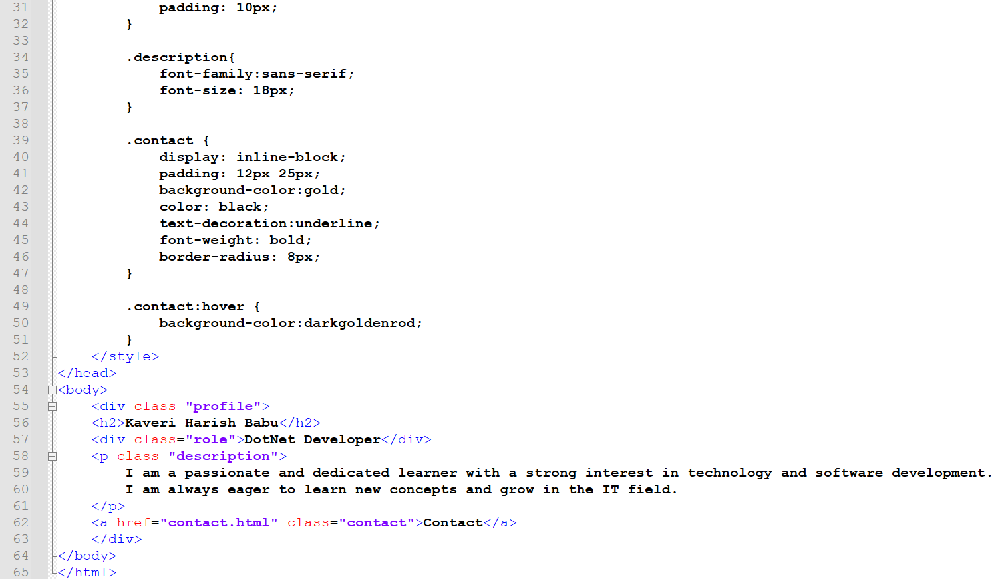 31 padding: 10px;
32 }
33
34 .description{
35 font-family:sans-serif;
36 font-size: 18px;
37 }
38
39 .contact {
40 display: inline-block;
41 padding: 12px 25px;
42 background-color:gold;
43 color: black;
44 text-decoration:underline;
45 font-weight: bold;
46 border-radius: 8px;
47 }
48
49 .contact:hover {
50 background-color:darkgoldenrod;
51 }
52 </style>
53 </head>
54 <body>
55 <div class="profile">
56 <h2>Kaveri Harish Babu</h2>
57 <div class="role">DotNet Developer</div>
58 <p class="description">
59 I am a passionate and dedicated learner with a strong interest in technology and software development.
60 I am always eager to learn new concepts and grow in the IT field.
61 </p>
62 <a href="contact.html" class="contact">Contact</a>
63 </div>
64 </body>
65 </html>